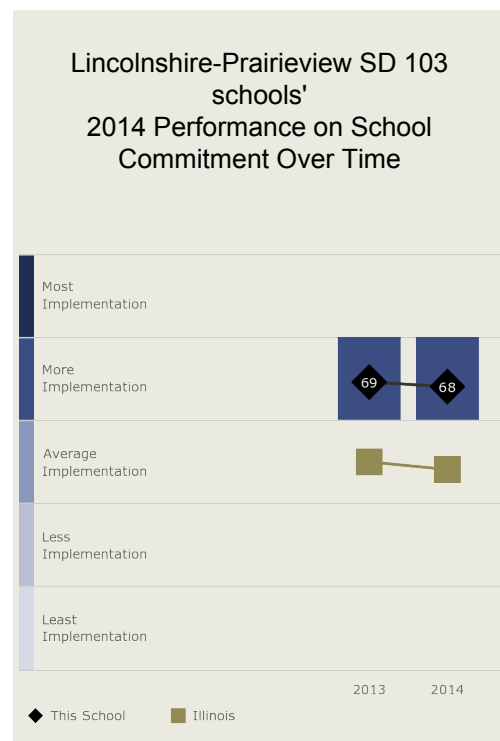 Lincolnshire-Prairieview SD 103
schools'
2014 Performance on School
Commitment Over Time
Most
Implementation
More
Implementation
69
68
Average
Implementation
Less
Implementation
Least
Implementation
2013
2014
This School
Illinois